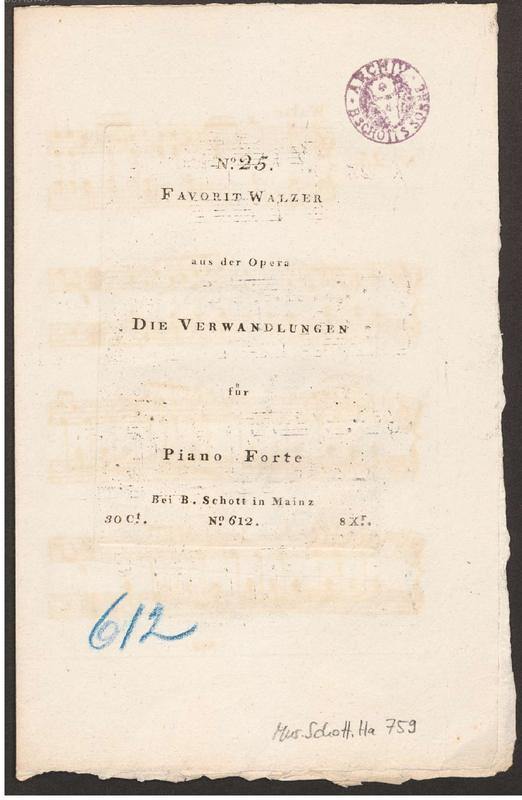 ARCHIV B SCHOTTS SÖ
Nº 25.
FAVORIT WALZER
aus der Opera
DIE VERWANDLUNGEN
für
Piano Forte
Bei B. Schott in Mainz
30 Ct. Nº 612. 8 Xr.
612
Mus. Schott. Ha 759